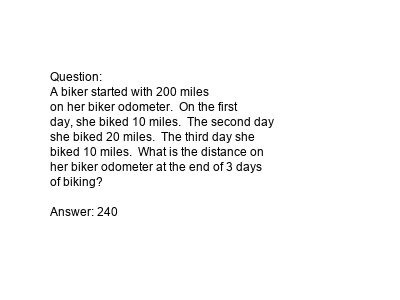 Question:
A biker started with 200 miles
on her biker odometer.  On the first
day, she biked 10 miles.  The second day
she biked 20 miles.  The third day she
biked 10 miles.  What is the distance on
her biker odometer at the end of 3 days
of biking?
Answer: 240